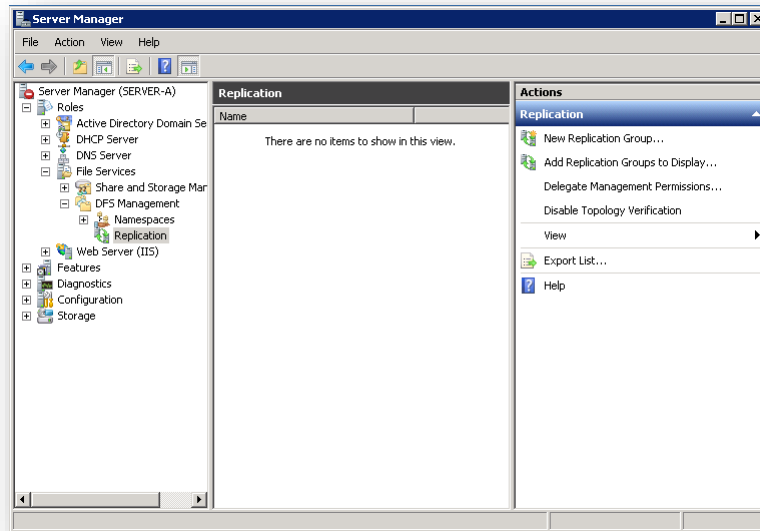 Server Manager
File Action View Help
Server Manager (SERVER-A)
Roles
Active Directory Domain Se
DHCP Server
DNS Server
File Services
Share and Storage Man
DFS Management
Namespaces
Replication
Web Server (IIS)
Features
Diagnostics
Configuration
Storage
Replication
Name
There are no items to show in this view.
Actions
Replication
New Replication Group...
Add Replication Groups to Display...
Delegate Management Permissions...
Disable Topology Verification
View
Export List...
Help